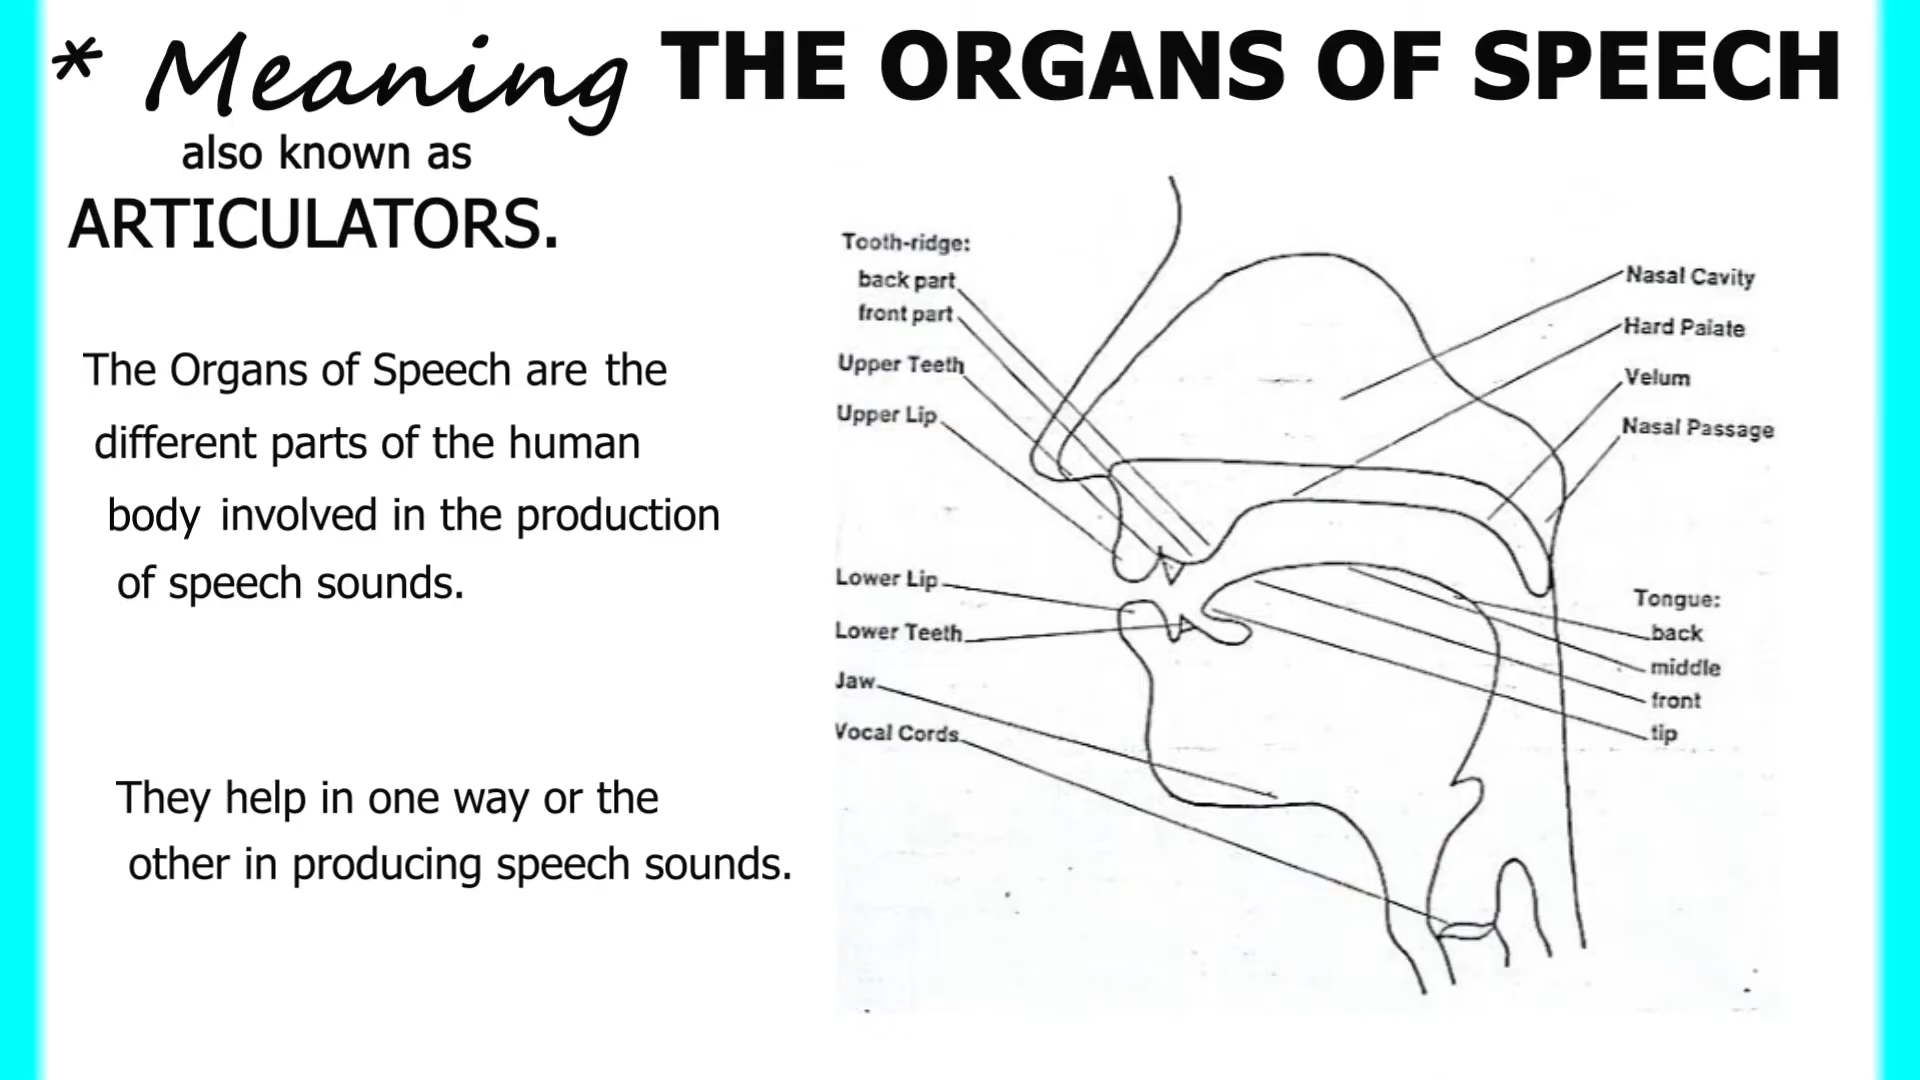 * Meaning THE ORGANS OF SPEECH
also known as
ARTICULATORS.
The Organs of Speech are the
different parts of the human
body involved in the production
of speech sounds.
They help in one way or the
other in producing speech sounds.
Tooth-ridge:
back part
front part
Upper Teeth
Upper Lip
Lower Lip
Lower Teeth
Jaw
Vocal Cords
Nasal Cavity
Hard Palate
Velum
Nasal Passage
Tongue:
back
middle
front
tip